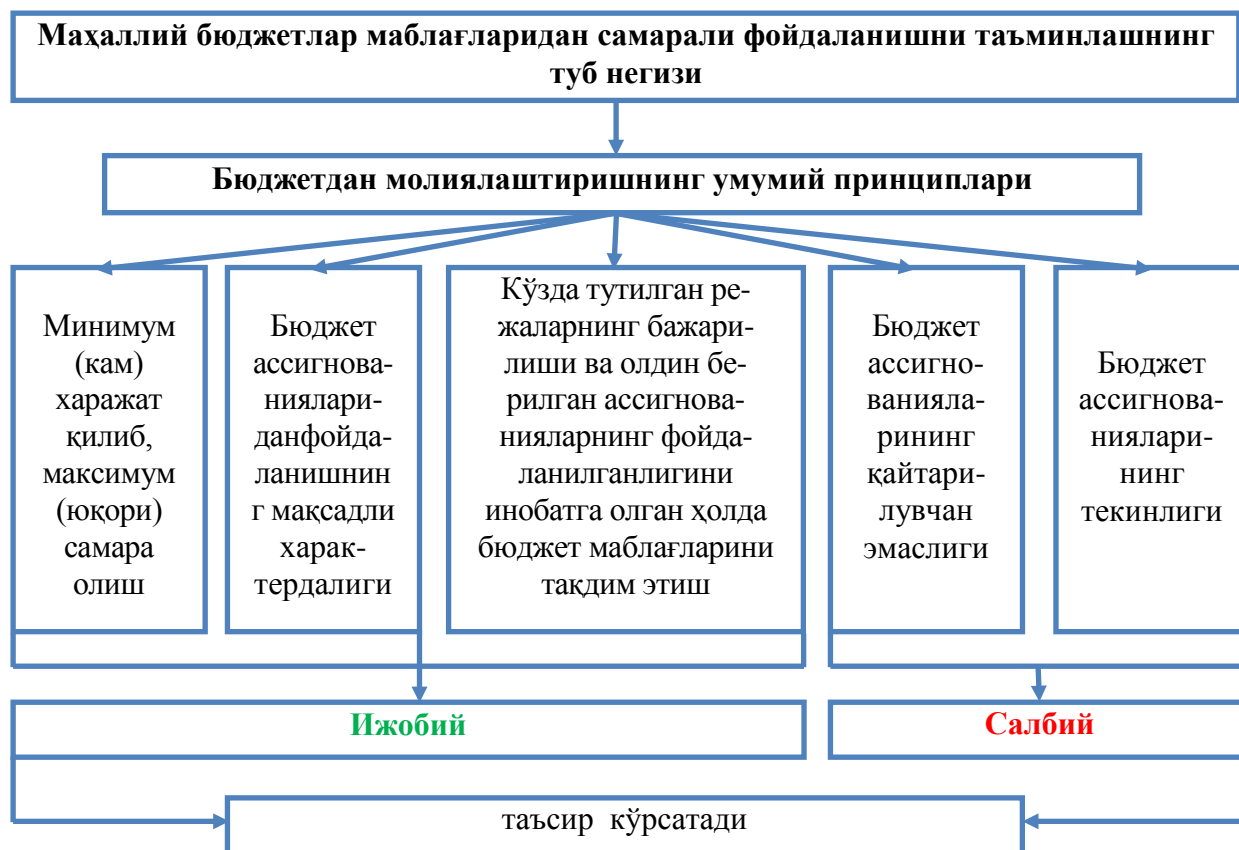 Маҳаллий бюджетлар маблағларидан самарали фойдаланишни таъминлашнинг
туб негизи
Бюджетдан молиялаштиришнинг умумий принциплари
Минимум
(кам)
харажат
қилиб,
максимум
(юқори)
самара
олиш
Бюджет
ассигнова-
ниялари-
данфойда-
ланишнин
г мақсадли
харак-
тердалиги
Кўзда тутилган ре-
жаларнинг бажари-
лиши ва олдин бе-
рилган ассигнова-
нияларнинг фойда-
ланилганлигини
инобатга олган ҳолда
бюджет маблағларини
тақдим этиш
Бюджет
ассигно-
ванияла-
рининг
қайтари-
лувчан
эмаслиги
Бюджет
ассигнова-
ниялари-
нинг
текинлиги
Ижобий
Салбий
таъсир кўрсатади